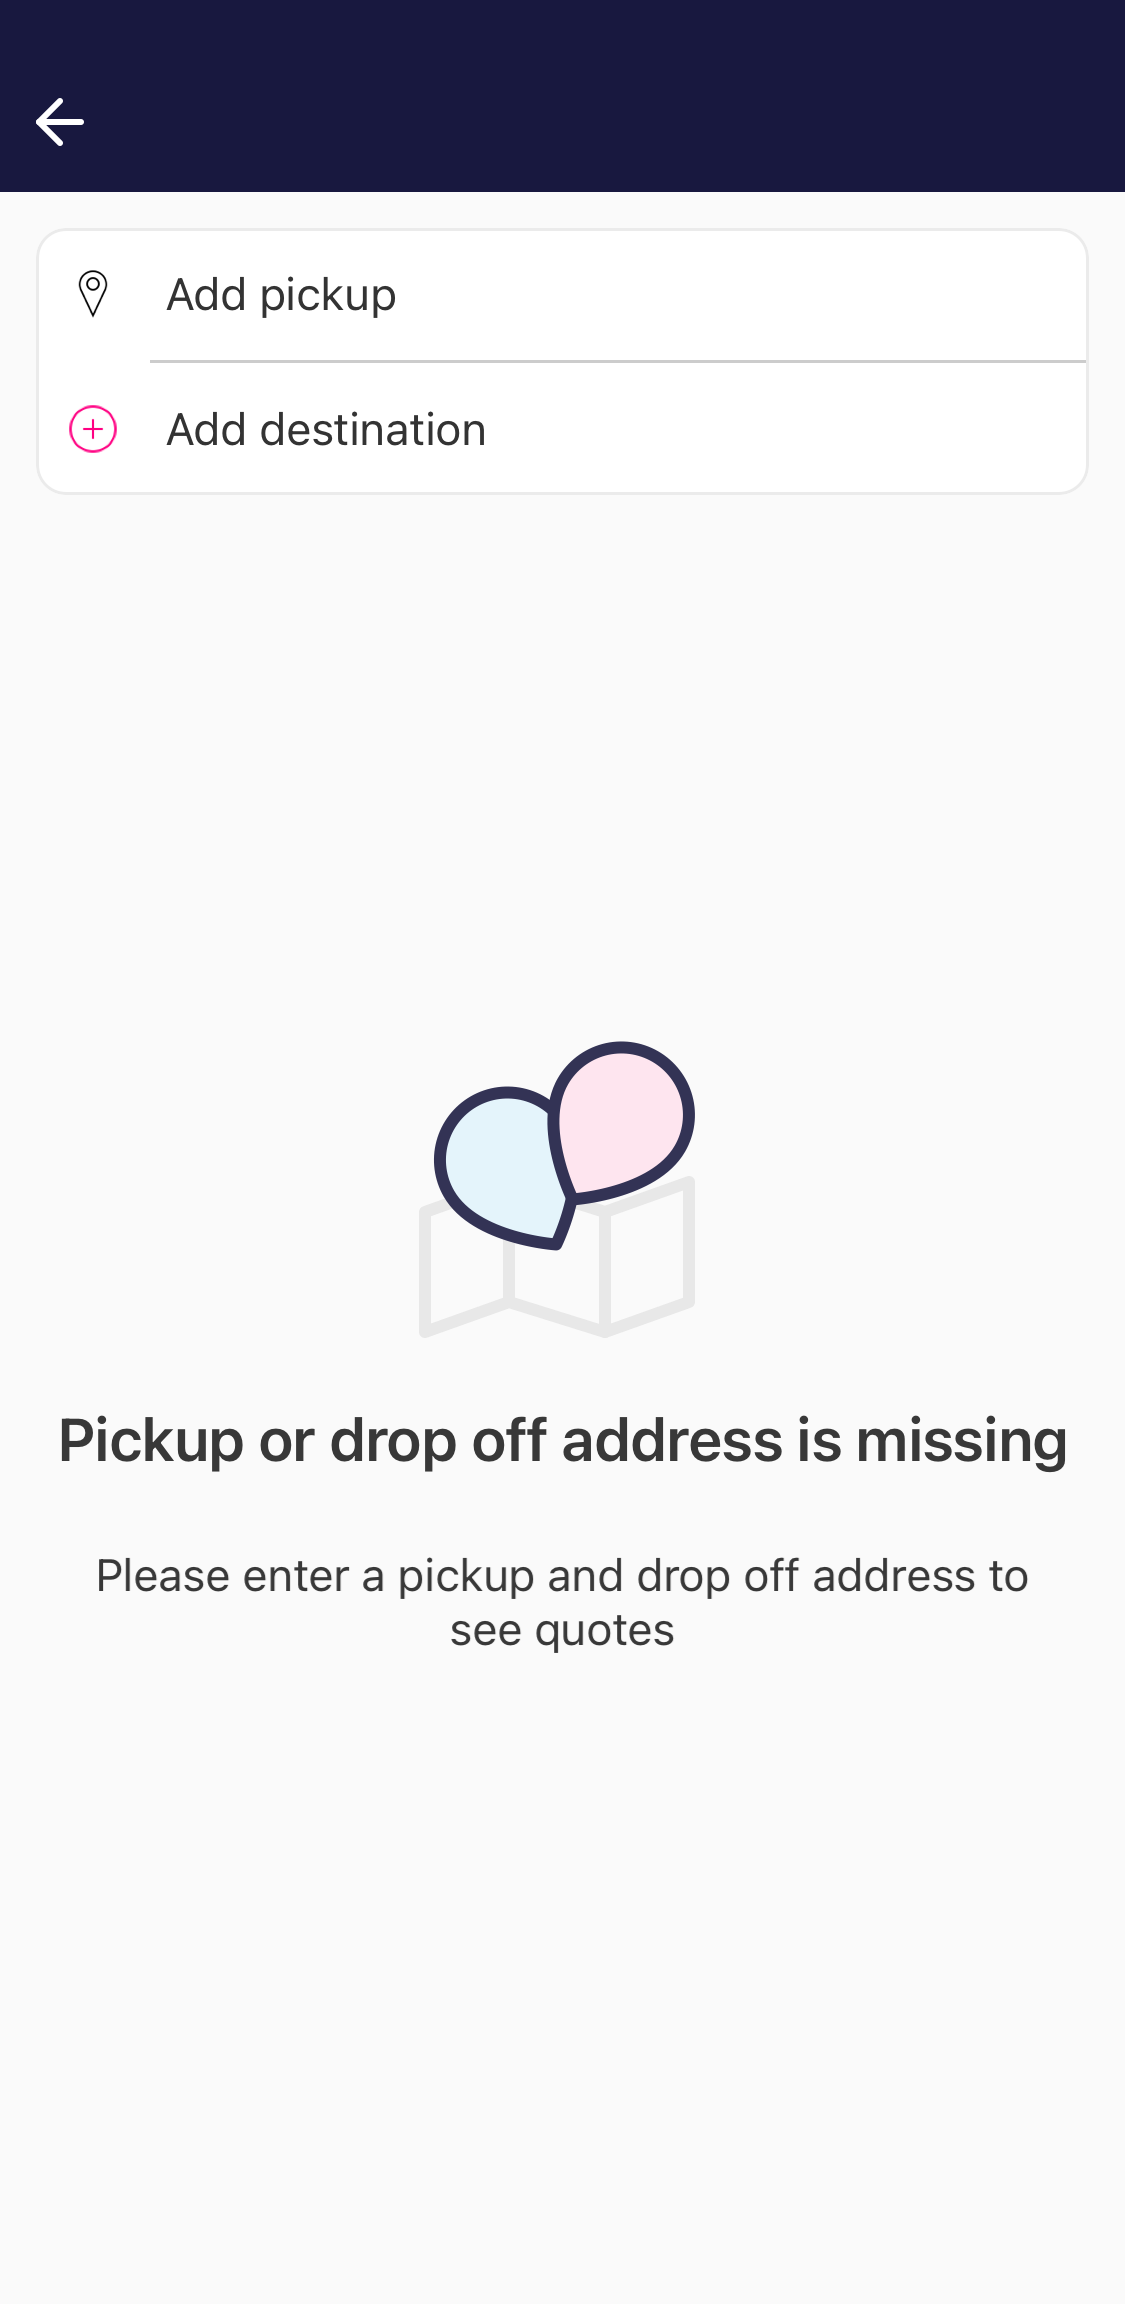 Add pickup
Add destination
Pickup or drop off address is missing
Please enter a pickup and drop off address to
see quotes